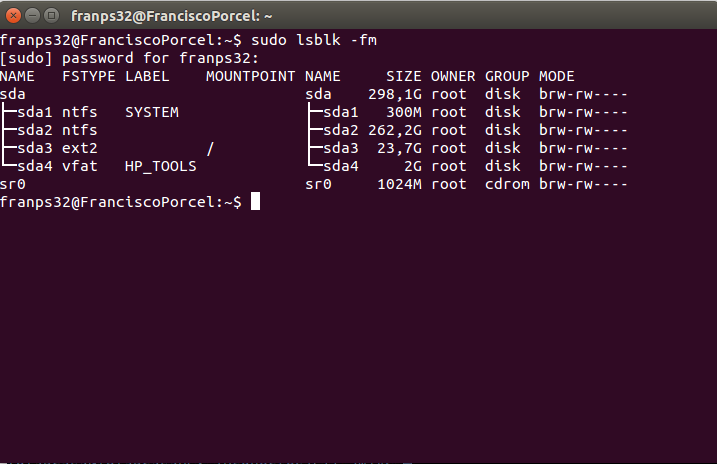 franps32@FranciscoPorcel: ~
franps32@FranciscoPorcel:~$ sudo lsblk -fm
[sudo] password for franps32:
NAME   FSTYPE LABEL    MOUNTPOINT NAME     SIZE OWNER GROUP MODE
sda                               sda    298,1G root  disk  brw-rw----
├─sda1 ntfs   SYSTEM              ├─sda1   300M root  disk  brw-rw----
├─sda2 ntfs                       ├─sda2 262,2G root  disk  brw-rw----
├─sda3 ext2            /          ├─sda3  23,7G root  disk  brw-rw----
└─sda4 vfat   HP_TOOLS            └─sda4     2G root  disk  brw-rw----
sr0                               sr0     1024M root  cdrom brw-rw----
franps32@FranciscoPorcel:~$